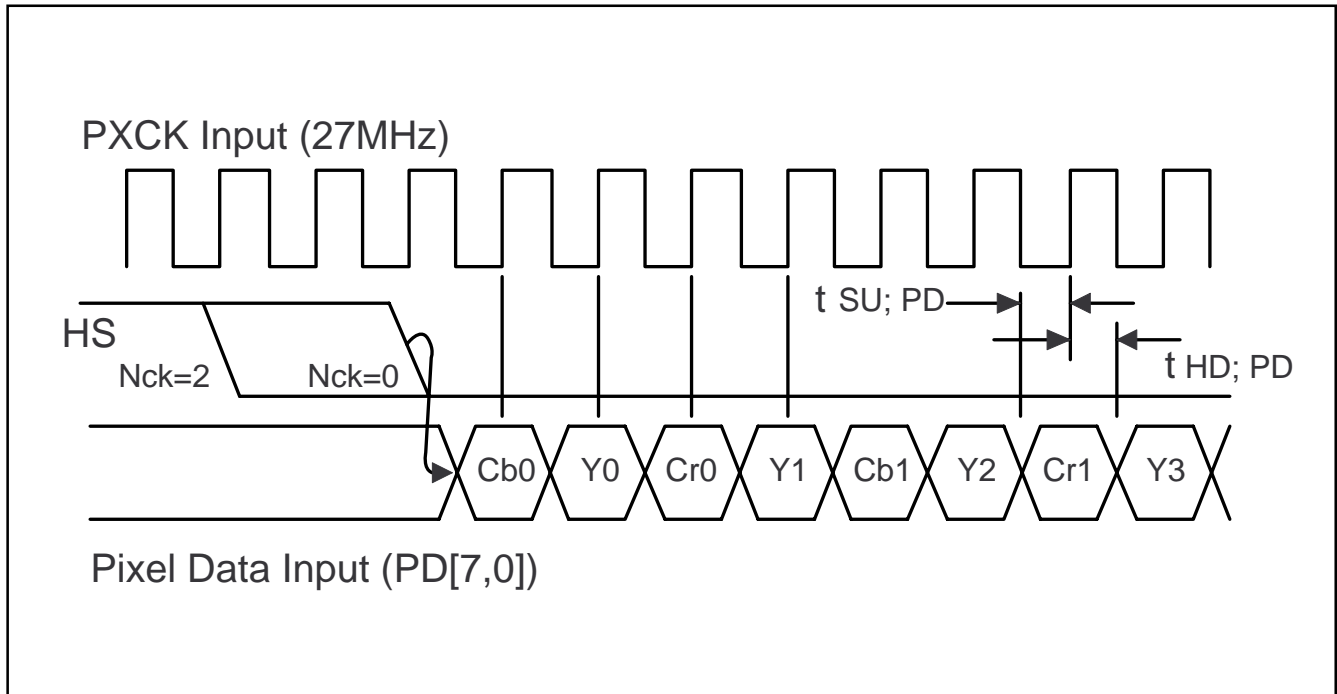 PXCK Input (27MHz)
t SU; PD
HS
Nck=2 Nck=0
t HD; PD
Cb0 Y0 Cr0 Y1 Cb1 Y2 Cr1 Y3
Pixel Data Input (PD[7,0])